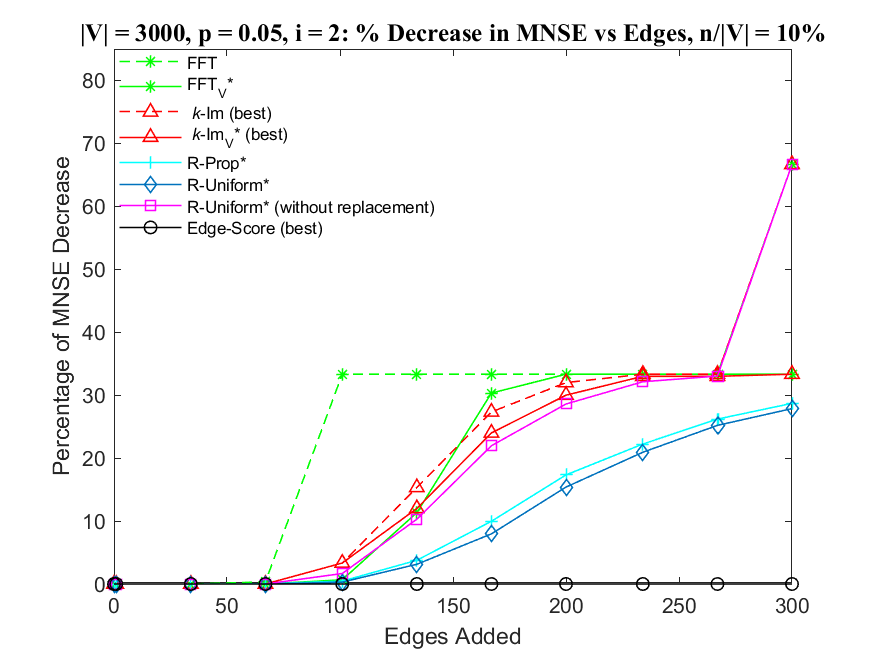 |V| = 3000, p = 0.05, i = 2: % Decrease in MNSE vs Edges, n/|V| = 10%
FFT
FFT_V*
k-Im (best)
k-Im_V* (best)
R-Prop*
R-Uniform*
R-Uniform* (without replacement)
Edge-Score (best)
Percentage of MNSE Decrease
80
70
60
50
40
30
20
10
0
0 50 100 150 200 250 300
Edges Added